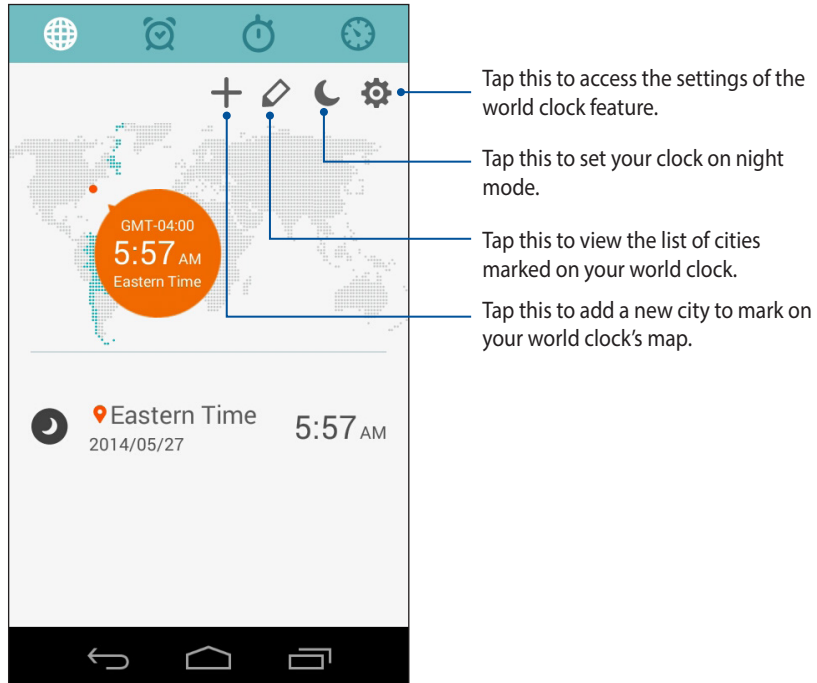 Tap this to access the settings of the
world clock feature.
Tap this to set your clock on night
mode.
Tap this to view the list of cities
marked on your world clock.
Tap this to add a new city to mark on
your world clock’s map.
GMT-04:00
5:57 AM
Eastern Time
Eastern Time
2014/05/27
5:57 AM